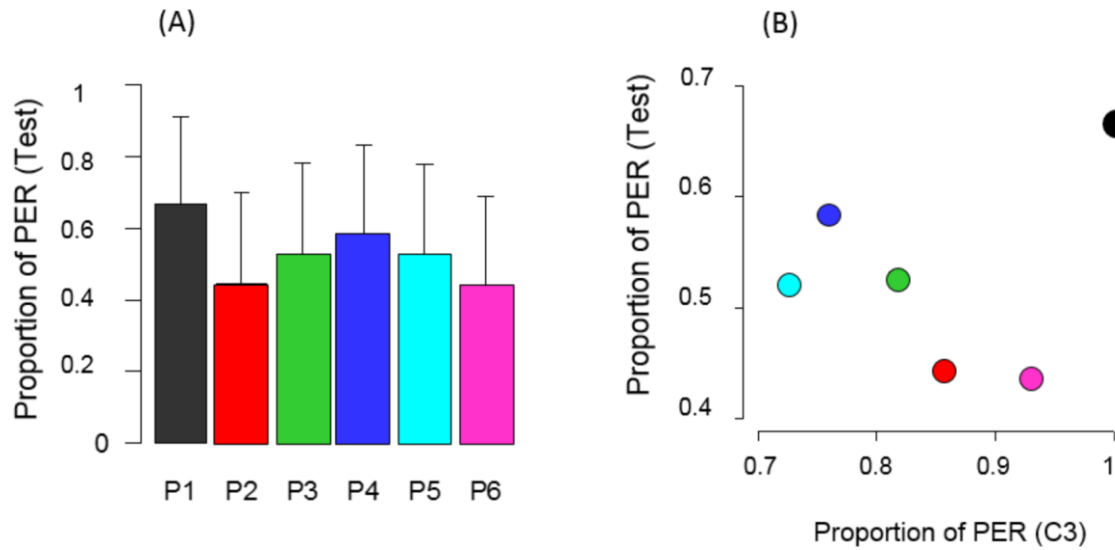 (A)
Proportion of PER (Test)
1
0.8
0.6
0.4
0.2
0
P1 P2 P3 P4 P5 P6
(B)
Proportion of PER (Test)
0.7
0.6
0.5
0.4
0.7 0.8 0.9 1
Proportion of PER (C3)